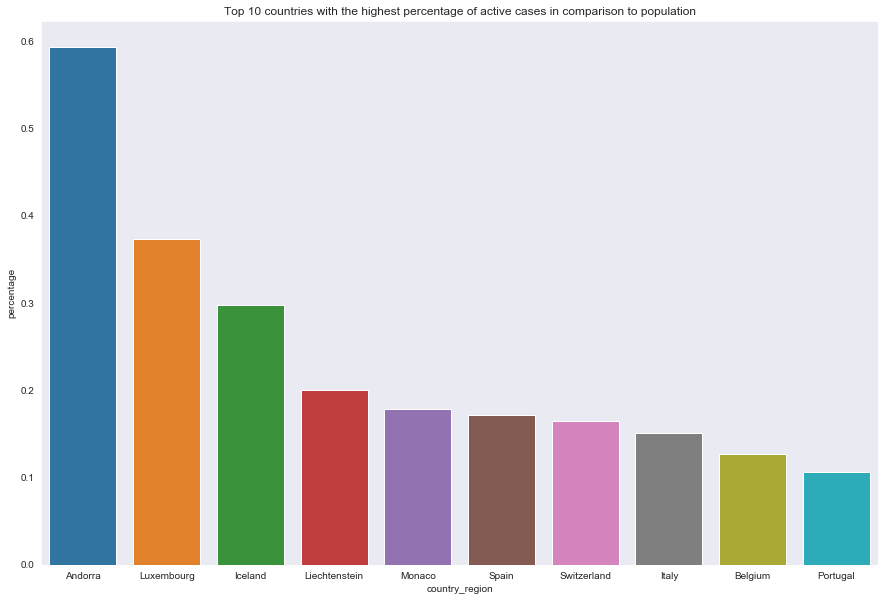 Top 10 countries with the highest percentage of active cases in comparison to population
percentage
0.6
0.5
0.4
0.3
0.2
0.1
0.0
Andorra Luxembourg Iceland Liechtenstein Monaco Spain Switzerland Italy Belgium Portugal
country_region